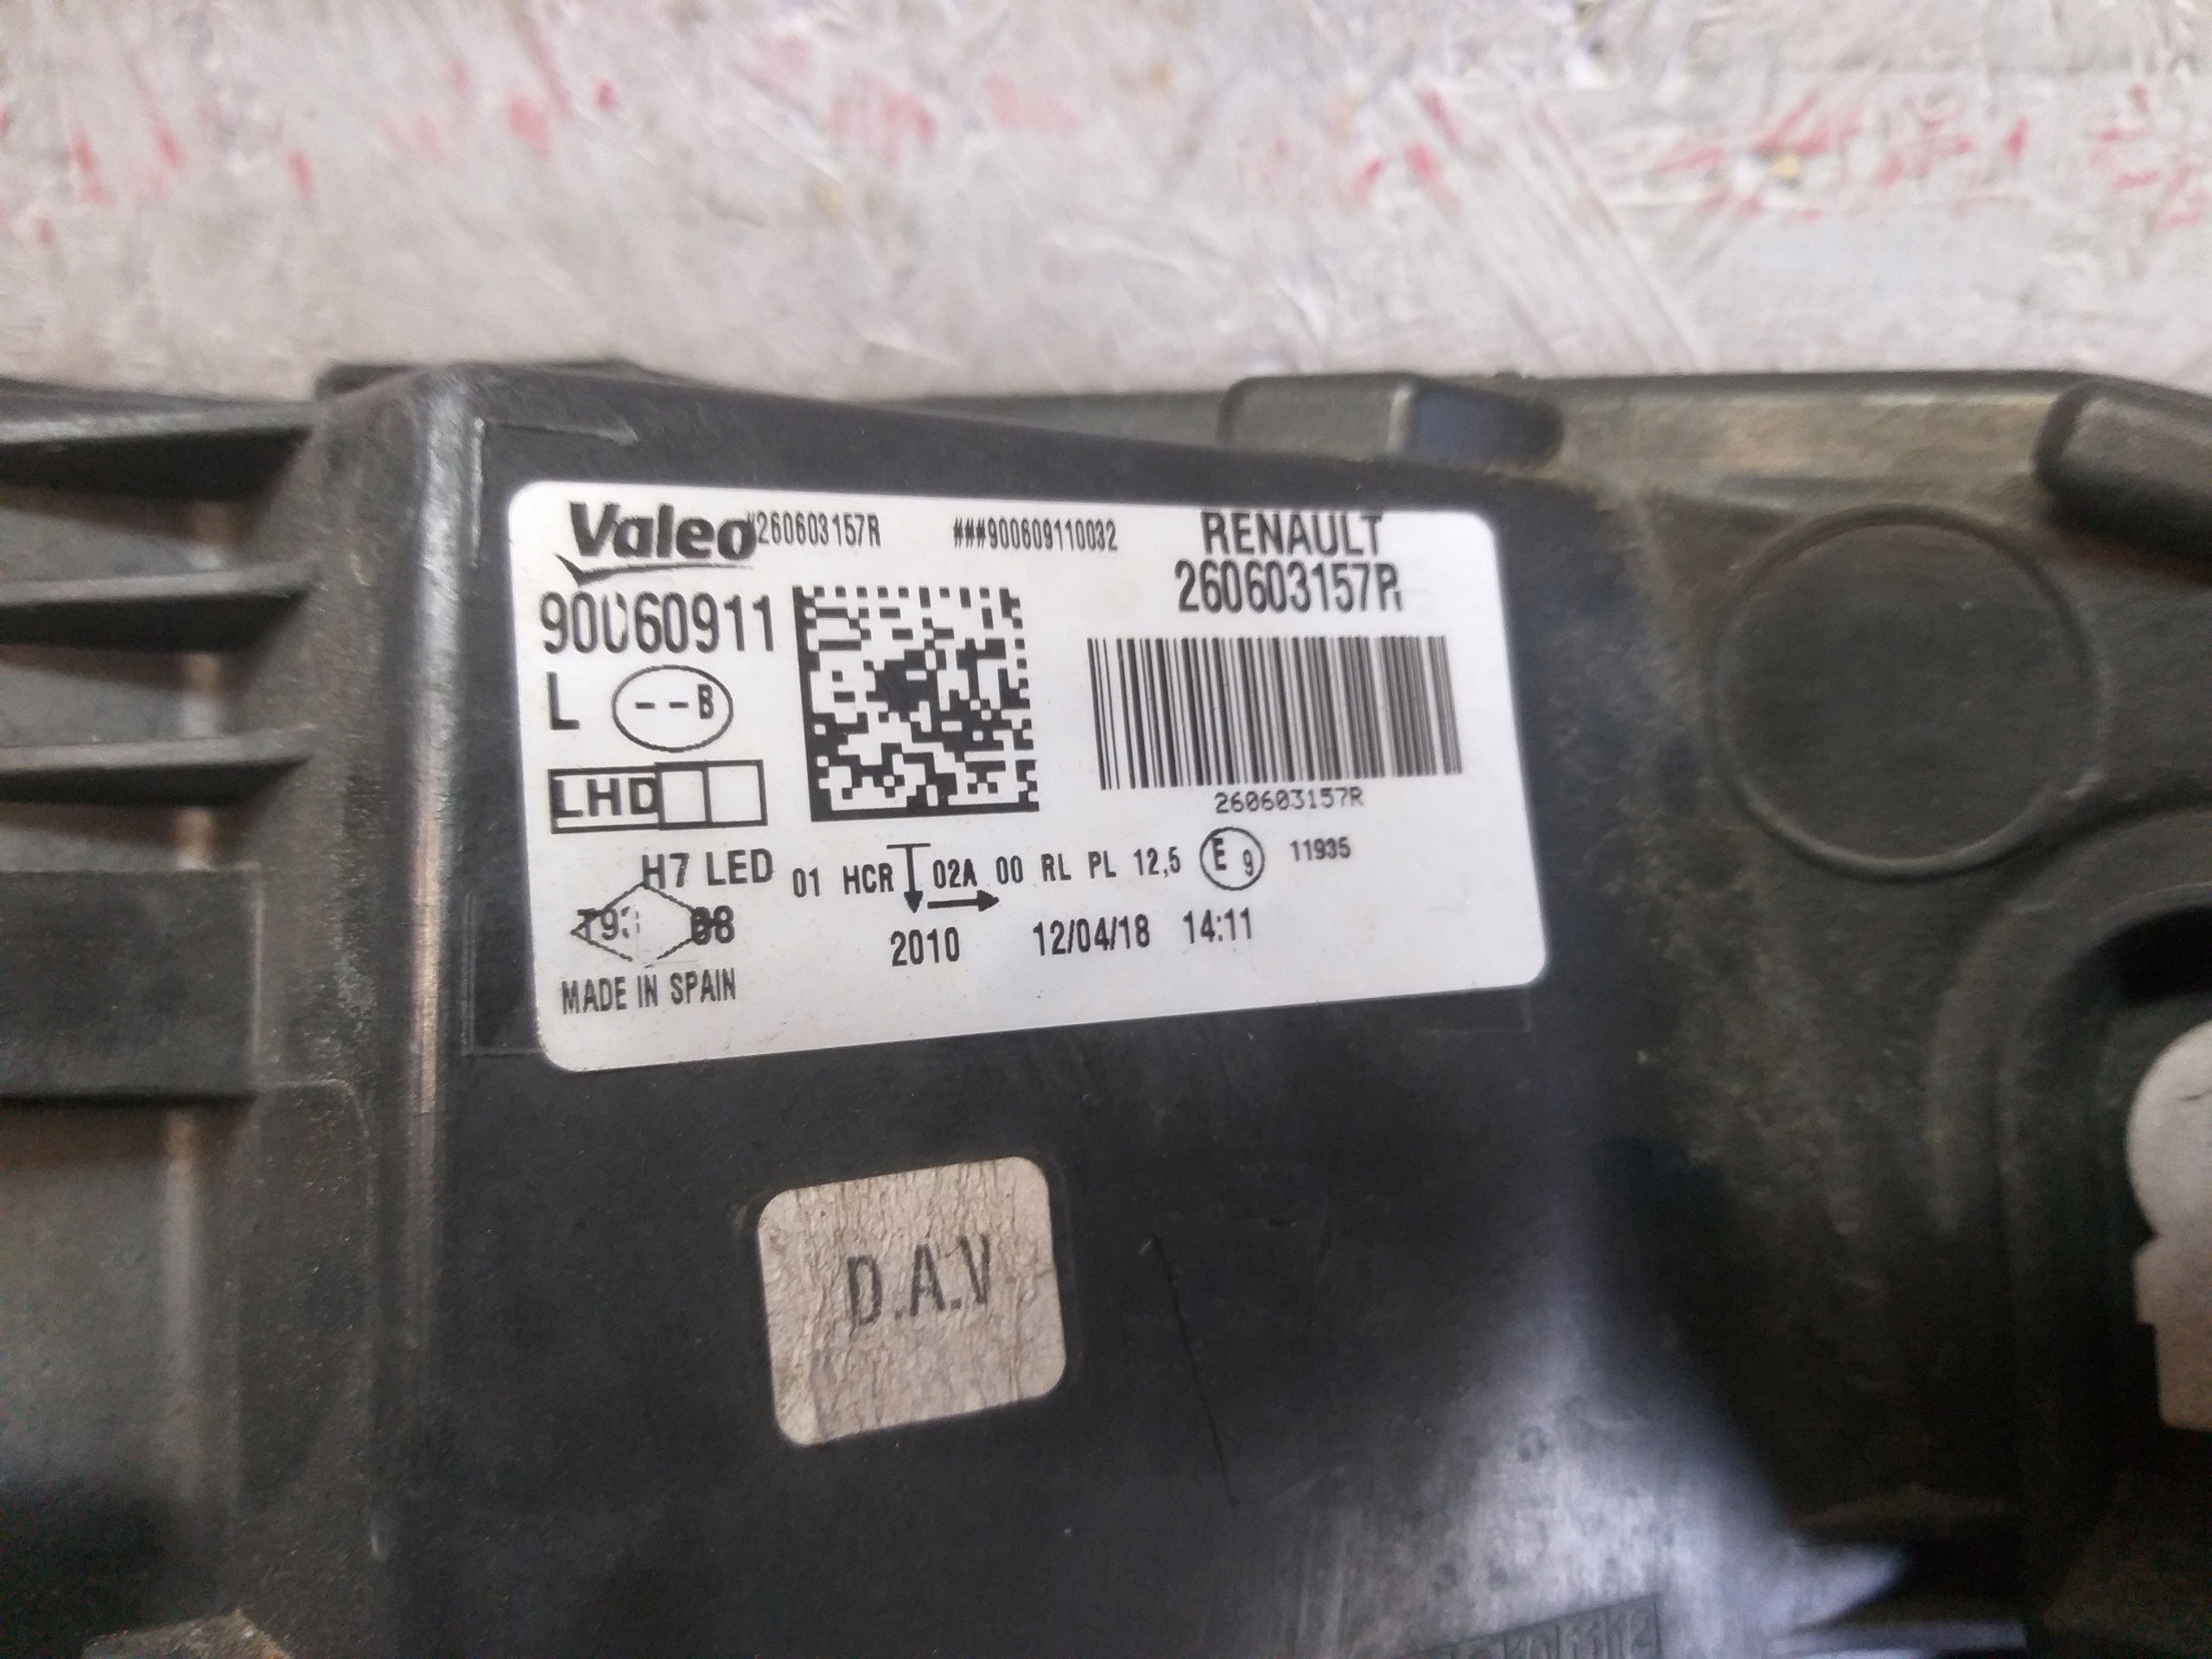 Valeo #260603157R ###900609110032 RENAULT
260603157R
90060911
L --B
LHD
260603157R
H7 LED 01 HCR 02A 00 RL PL 12,5 E9 11935
2010 12/04/18 14:11
MADE IN SPAIN
D.A.V